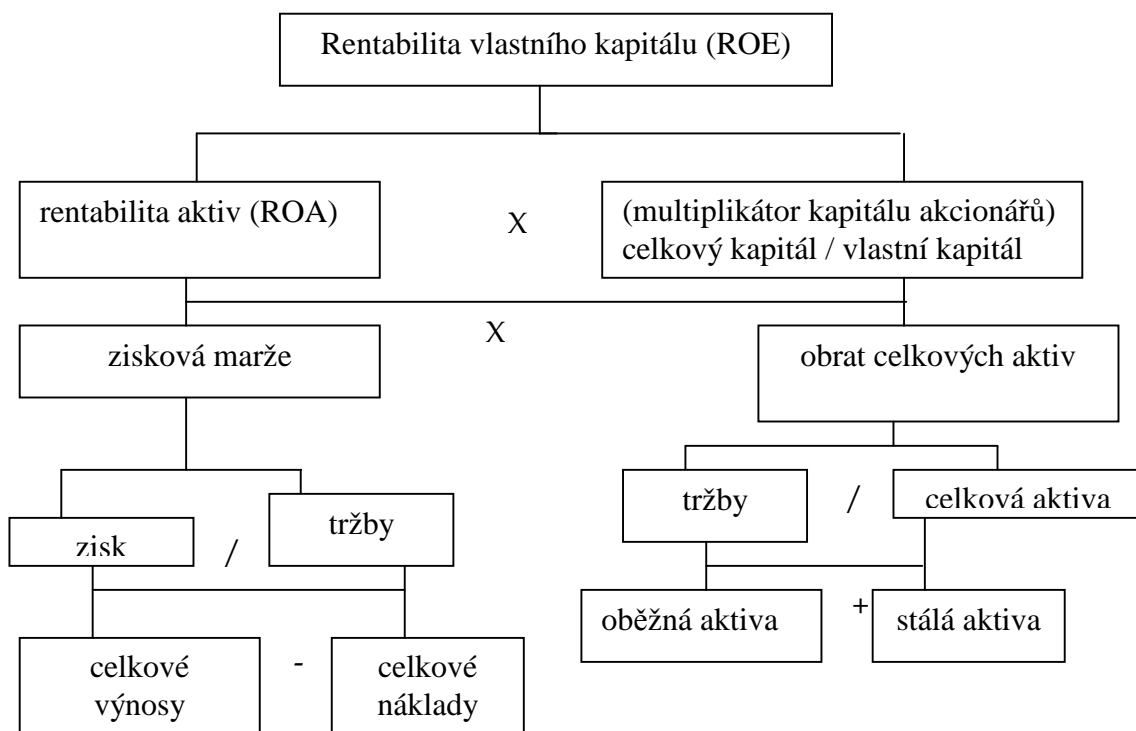 Rentabilita vlastního kapitálu (ROE)
rentabilita aktiv (ROA)
X
(multiplikátor kapitálu akcionářů)
celkový kapitál / vlastní kapitál
X
zisková marže
obrat celkových aktiv
zisk
/
tržby
tržby
/
celková aktiva
oběžná aktiva
+
stálá aktiva
celkové
výnosy
-
celkové
náklady